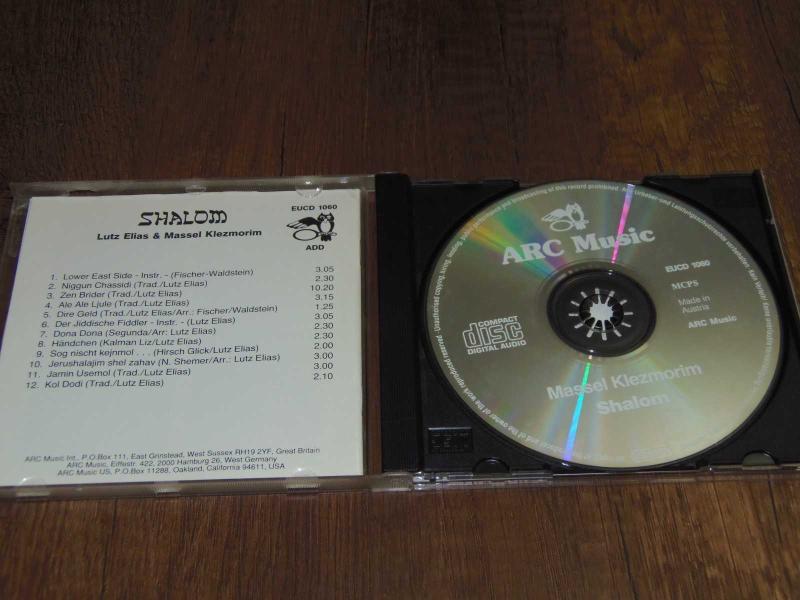 SHALOM
Lutz Elias & Massel Klezmorim
EUCD 1060
ADD
1. Lower East Side - Instr. - (Fischer-Waldstein) 3.05
2. Niggun Chassidi (Trad./Lutz Elias) 2.30
3. Zen Brider (Trad./Lutz Elias) 10.20
4. Ale Ale Ljule (Trad./Lutz Elias) 3.15
5. Dire Geld (Trad./Lutz Elias/Arr.: Fischer/Waldstein) 1.25
6. Der Jiddische Fiddler - Instr. - (Lutz Elias) 3.05
7. Dona Dona (Segunda/Arr: Lutz Elias) 2.30
8. Händchen (Kalman Liz/Lutz Elias) 2.30
9. Sog nischt kejnmol . . . (Hirsch Glick/Lutz Elias) 2.00
10. Jerushalajim shel zahav (N. Shemer/Arr.: Lutz Elias) 3.00
11. Jamin Usemol (Trad./Lutz Elias) 3.00
12. Kol Dodi (Trad./Lutz Elias) 2.10
ARC Music Int., P.O.Box 111, East Grinstead, West Sussex RH19 2YF, Great Britain
ARC Music, Eiffestr. 422, 2000 Hamburg 26, West Germany
ARC Music US, P.O.Box 11288, Oakland, California 94611, USA
ARC Music
EUCD 1060
MCPS
Made in
Austria
ARC Music
COMPACT
disc
DIGITAL AUDIO
Massel Klezmorim
Shalom